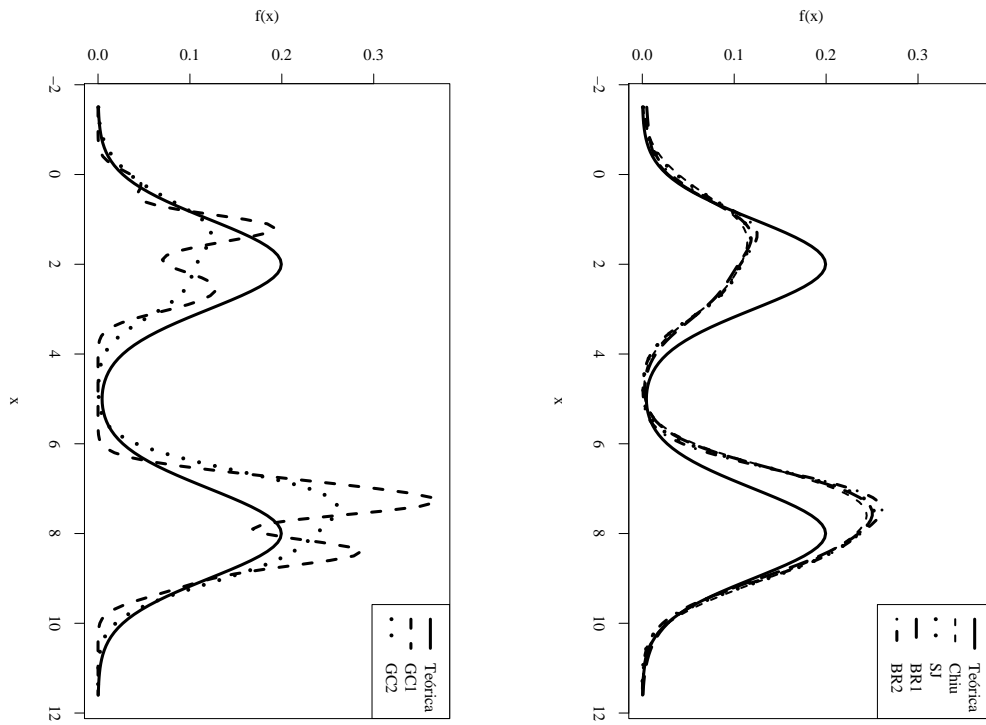 f(x)
0.0 0.1 0.2 0.3
−2 0 2 4 6 8 10 12
x
Teórica
GC1
GC2
f(x)
0.0 0.1 0.2 0.3
−2 0 2 4 6 8 10 12
x
Teórica
Chiu
SJ
BR1
BR2